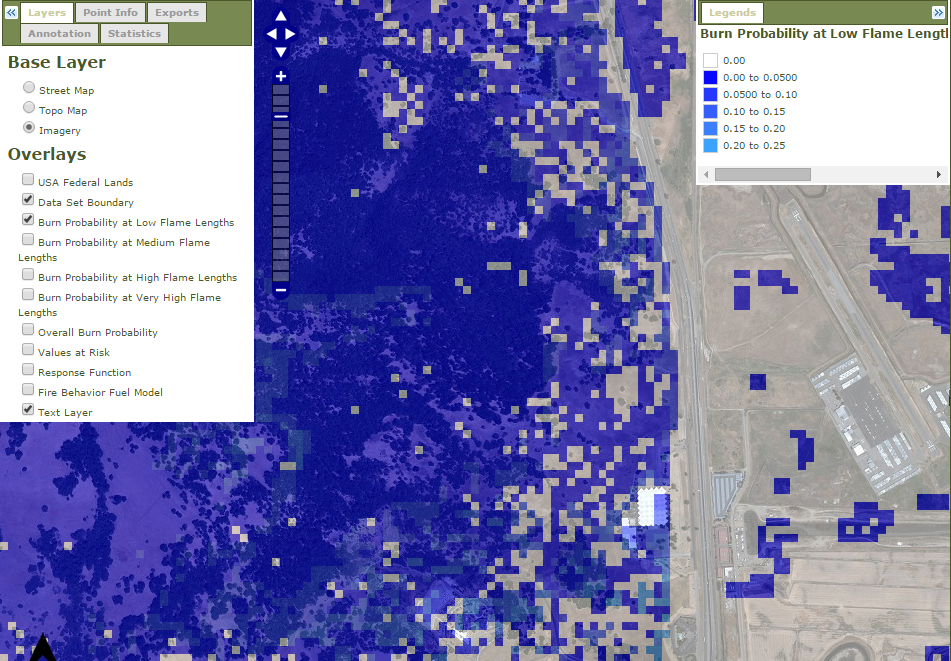 Layers Point Info Exports
Annotation Statistics
Base Layer
Street Map
Topo Map
Imagery
Overlays
USA Federal Lands
Data Set Boundary
Burn Probability at Low Flame Lengths
Burn Probability at Medium Flame
Lengths
Burn Probability at High Flame Lengths
Burn Probability at Very High Flame
Lengths
Overall Burn Probability
Values at Risk
Response Function
Fire Behavior Fuel Model
Text Layer
Legends
Burn Probability at Low Flame Lengt
0.00
0.00 to 0.0500
0.0500 to 0.10
0.10 to 0.15
0.15 to 0.20
0.20 to 0.25